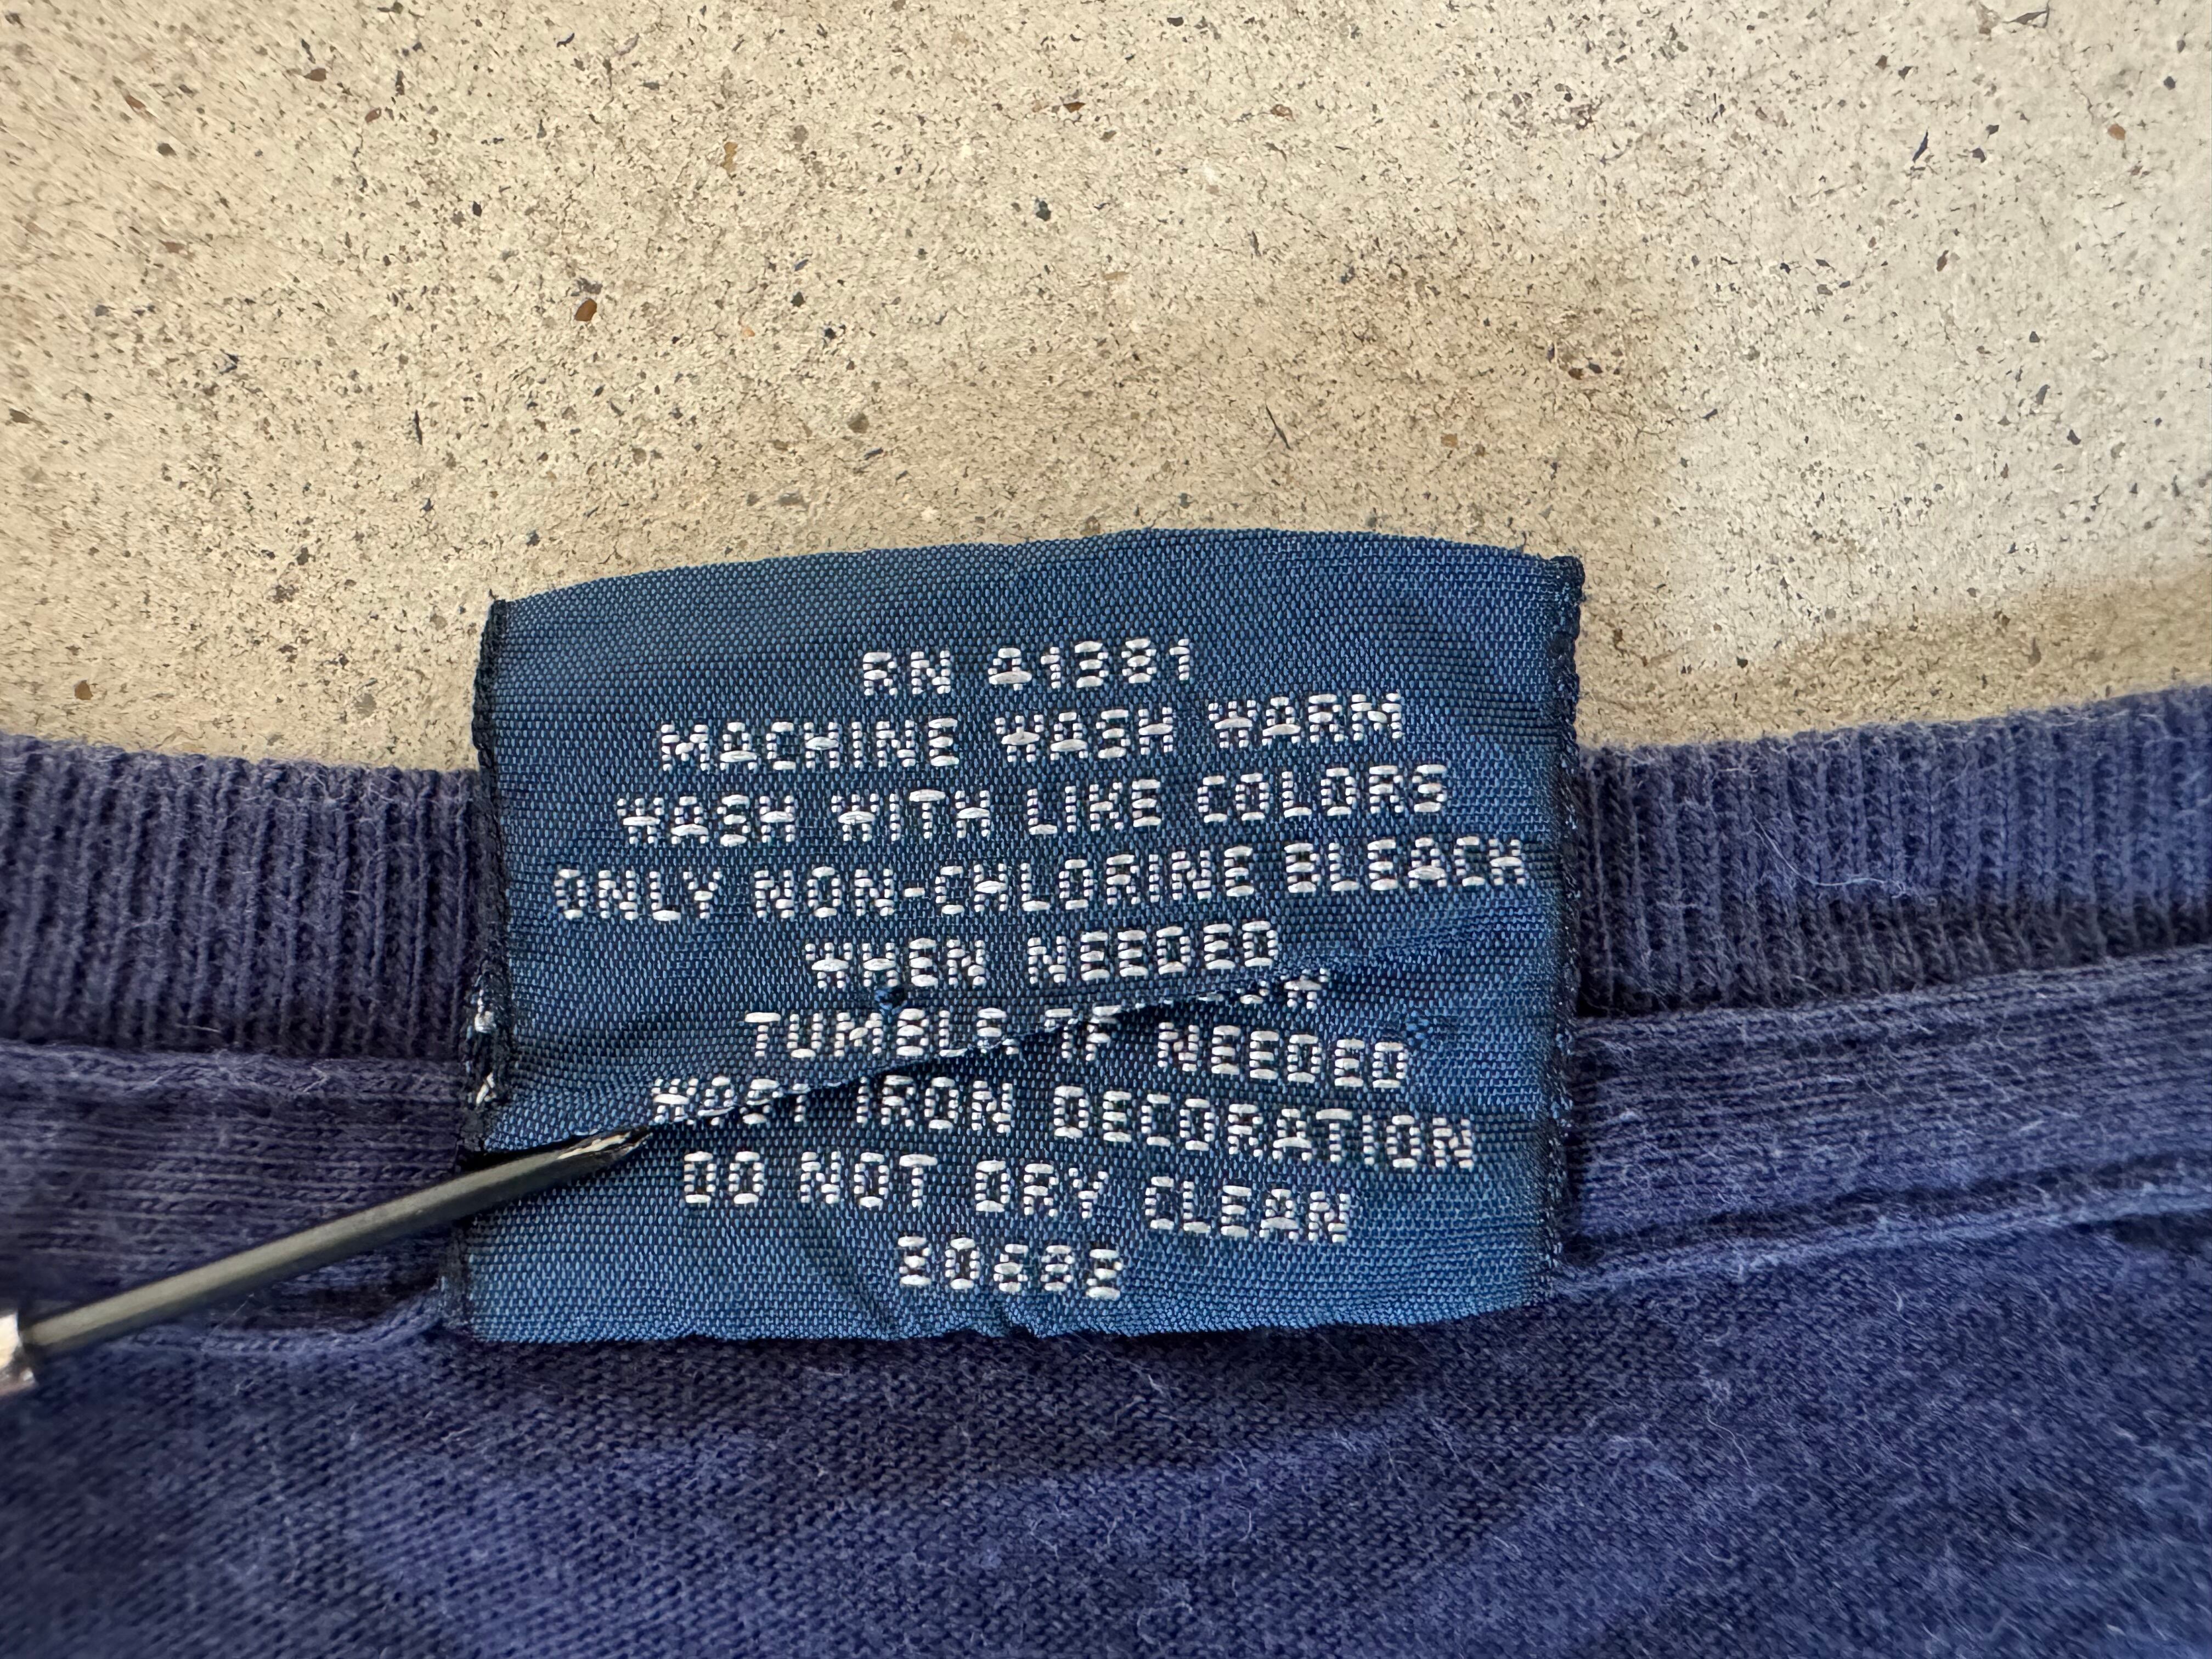 RN 41381
MACHINE WASH WARM
WASH WITH LIKE COLORS
ONLY NON-CHLORINE BLEACH
WHEN NEEDED
TUMBLE IF NEEDED
IRON DECORATION
DO NOT DRY CLEAN
30682